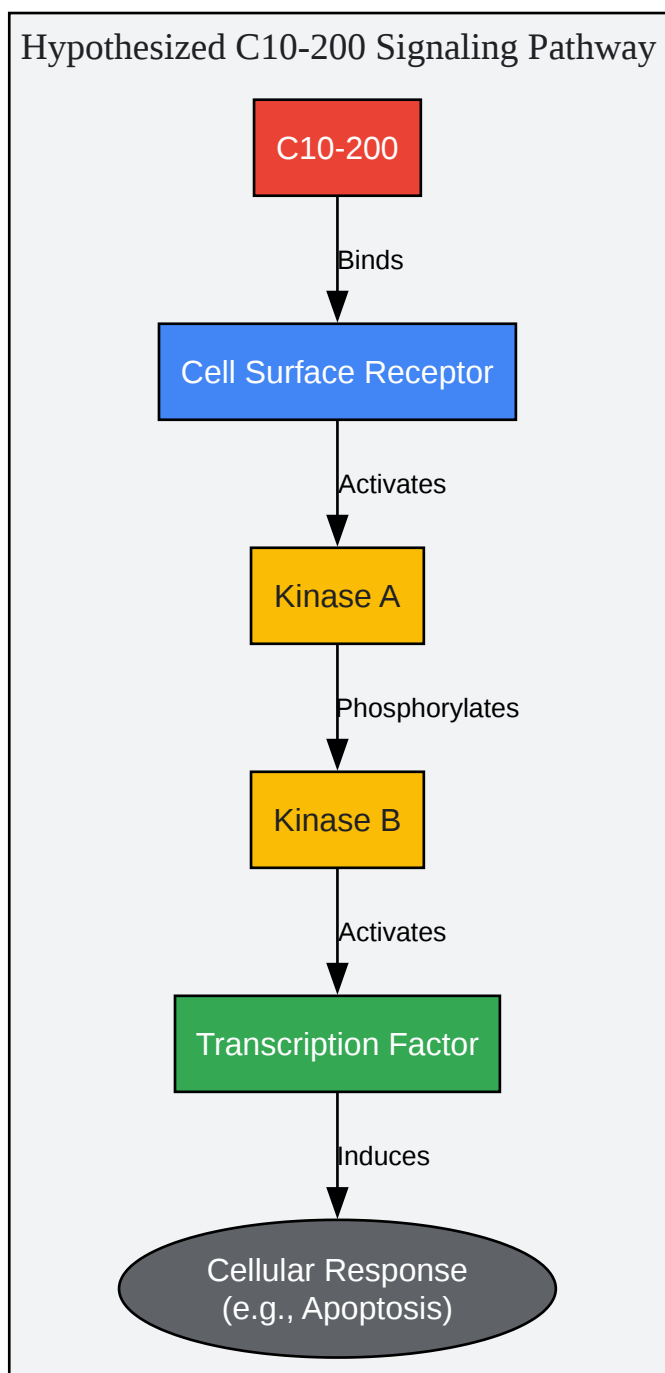 Hypothesized C10-200 Signaling Pathway
C10-200
Binds
Cell Surface Receptor
Activates
Kinase A
Phosphorylates
Kinase B
Activates
Transcription Factor
Induces
Cellular Response
(e.g., Apoptosis)